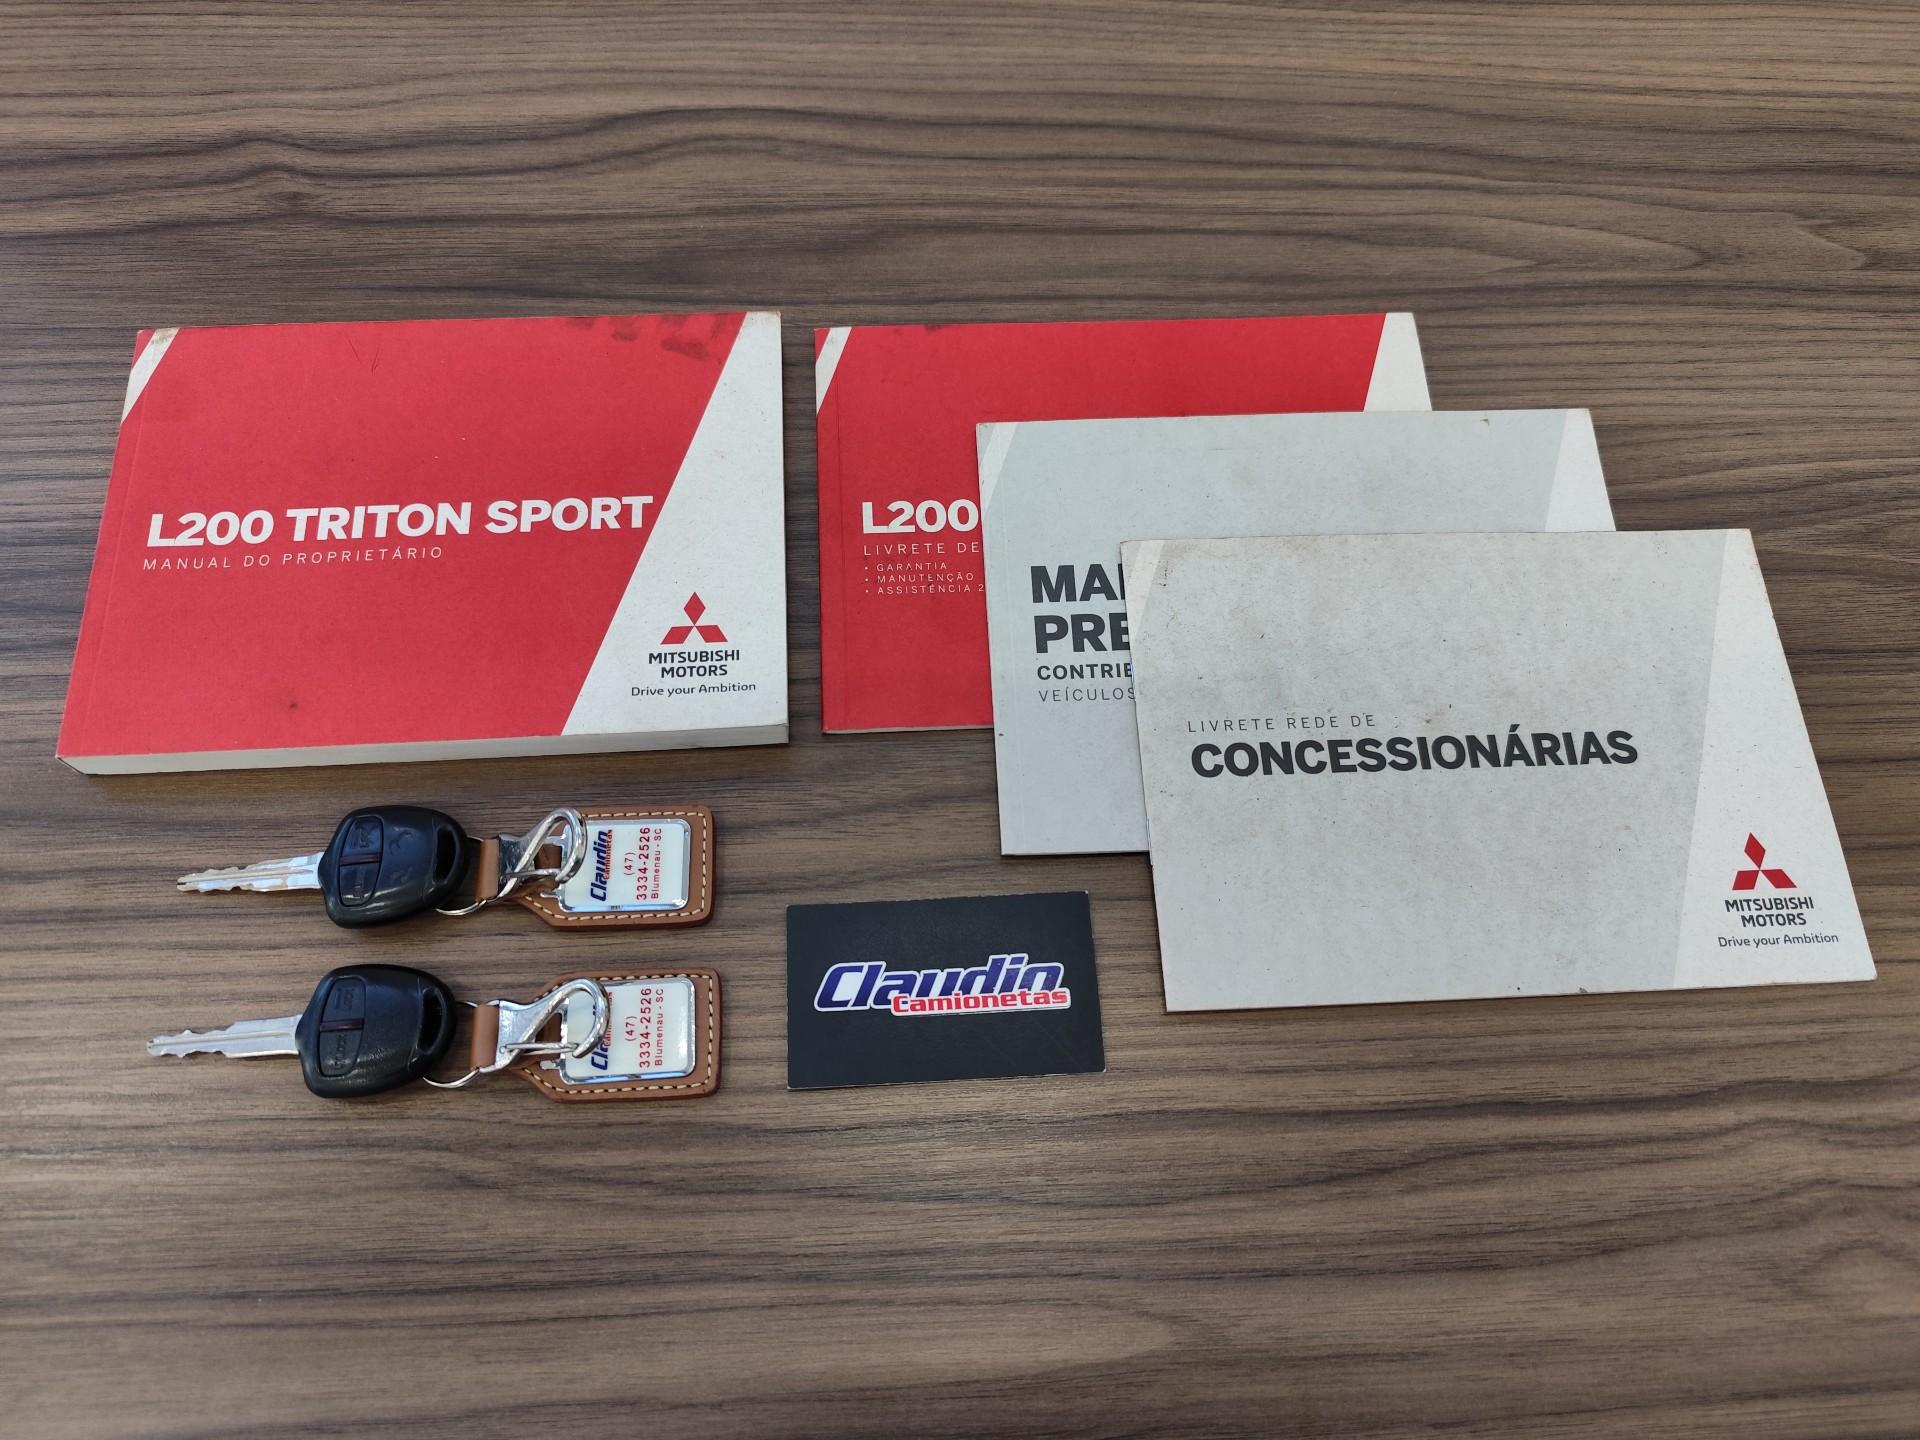 L200 TRITON SPORT
MANUAL DO PROPRIETÁRIO
MITSUBISHI
MOTORS
Drive your Ambition
L200
LIVRETE DE
• GARANTIA
• MANUTENÇÃO
• ASSISTÊNCIA 2
MA
PRE
CONTRIB
VEÍCULOS
LIVRETE REDE DE
CONCESSIONÁRIAS
MITSUBISHI
MOTORS
Drive your Ambition
Claudio
Camionetas
(47)
3334-2526
Blumenau - SC
(47)
3334-2526
Blumenau - SC
Claudio
Camionetas